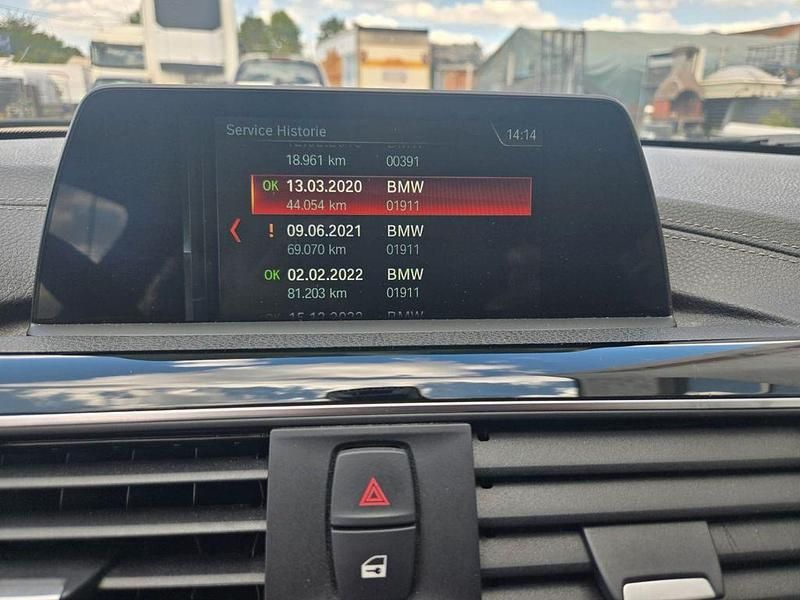 Service Historie 14:14
18.961 km 00391
OK 13.03.2020 BMW
44.054 km 01911
! 09.06.2021 BMW
69.070 km 01911
OK 02.02.2022 BMW
81.203 km 01911